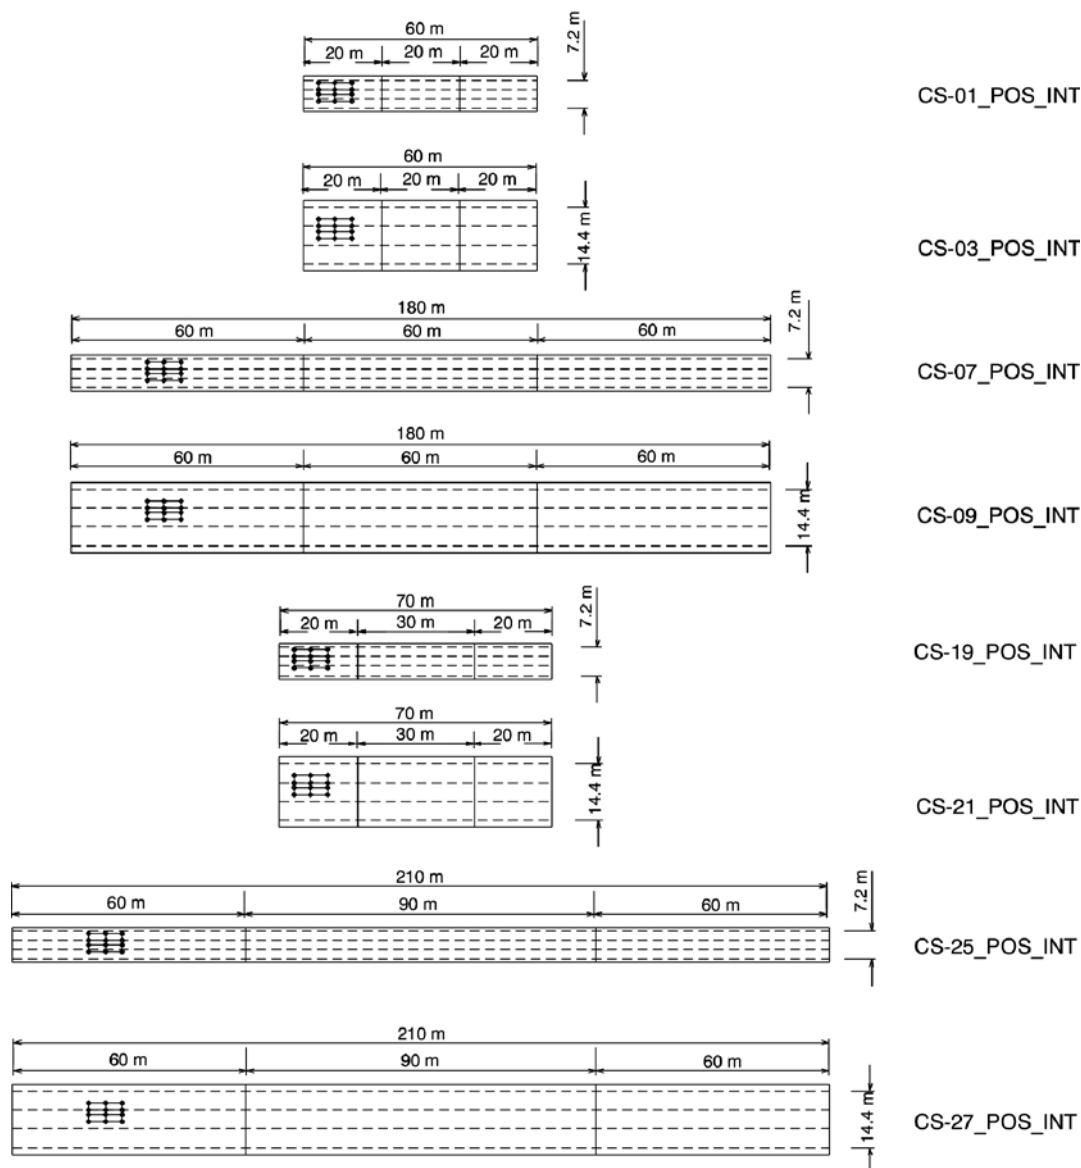 60 m
7.2 m
20 m 20 m 20 m
CS-01_POS_INT
60 m
20 m 20 m 20 m
14.4 m
CS-03_POS_INT
180 m
7.2 m
60 m 60 m 60 m
CS-07_POS_INT
180 m
60 m 60 m 60 m
14.4 m
CS-09_POS_INT
70 m
7.2 m
20 m 30 m 20 m
CS-19_POS_INT
70 m
20 m 30 m 20 m
14.4 m
CS-21_POS_INT
210 m
7.2 m
60 m 90 m 60 m
CS-25_POS_INT
210 m
60 m 90 m 60 m
14.4 m
CS-27_POS_INT